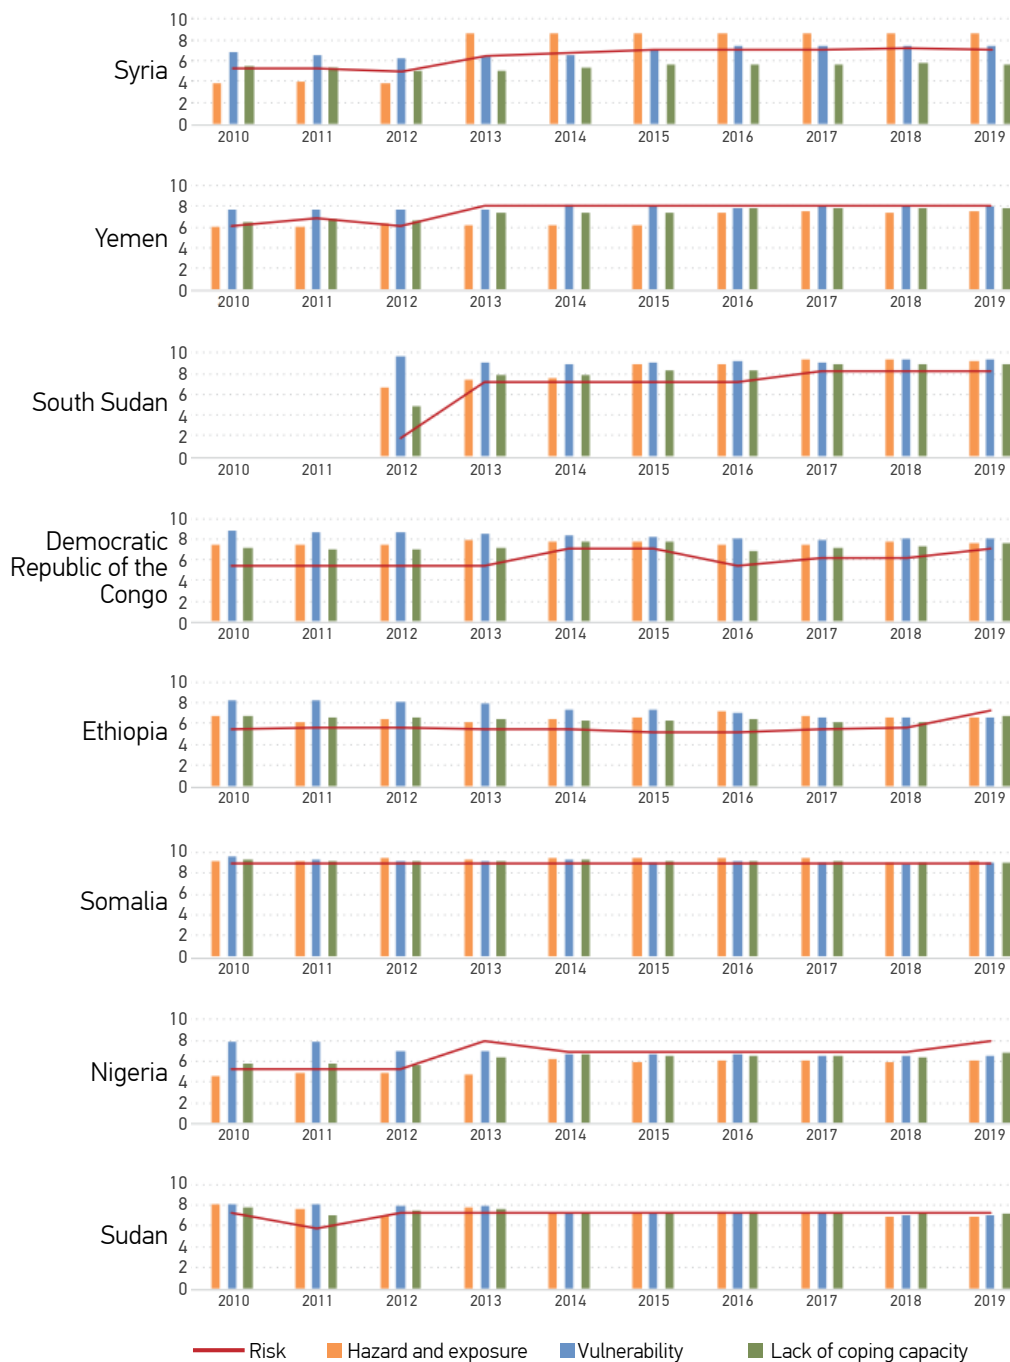 10
8
6
4
2
0
Syria
2010 2011 2012 2013 2014 2015 2016 2017 2018 2019
10
8
6
4
2
0
Yemen
2010 2011 2012 2013 2014 2015 2016 2017 2018 2019
10
8
6
4
2
0
South Sudan
2010 2011 2012 2013 2014 2015 2016 2017 2018 2019
10
8
6
4
2
0
Democratic
Republic of the
Congo
2010 2011 2012 2013 2014 2015 2016 2017 2018 2019
10
8
6
4
2
0
Ethiopia
2010 2011 2012 2013 2014 2015 2016 2017 2018 2019
10
8
6
4
2
0
Somalia
2010 2011 2012 2013 2014 2015 2016 2017 2018 2019
10
8
6
4
2
0
Nigeria
2010 2011 2012 2013 2014 2015 2016 2017 2018 2019
10
8
6
4
2
0
Sudan
2010 2011 2012 2013 2014 2015 2016 2017 2018 2019
Risk Hazard and exposure Vulnerability Lack of coping capacity